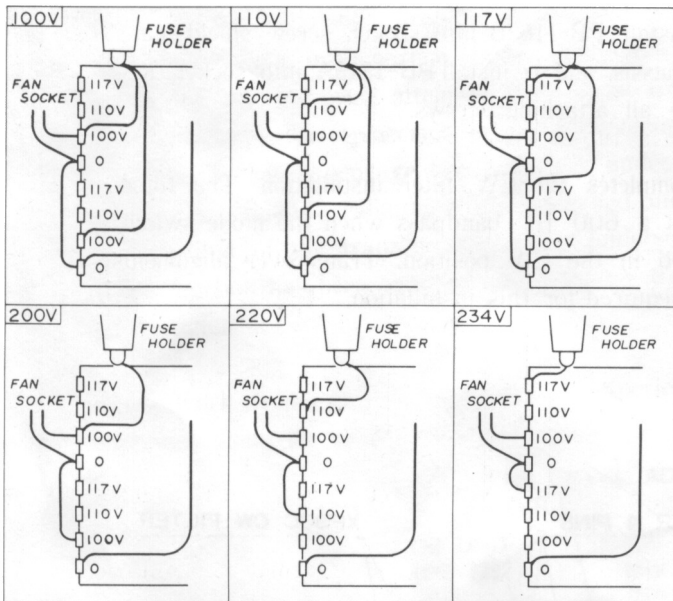 100V
FUSE
HOLDER
117V
FAN
SOCKET
110V
100V
0
117V
110V
100V
0
110V
FUSE
HOLDER
117V
FAN
SOCKET
110V
100V
0
117V
110V
100V
0
117V
FUSE
HOLDER
117V
FAN
SOCKET
110V
100V
0
117V
110V
100V
0
200V
FUSE
HOLDER
117V
FAN
SOCKET
110V
100V
0
117V
110V
100V
0
220V
FUSE
HOLDER
117V
FAN
SOCKET
110V
100V
0
117V
110V
100V
0
234V
FUSE
HOLDER
117V
FAN
SOCKET
110V
100V
0
117V
110V
100V
0